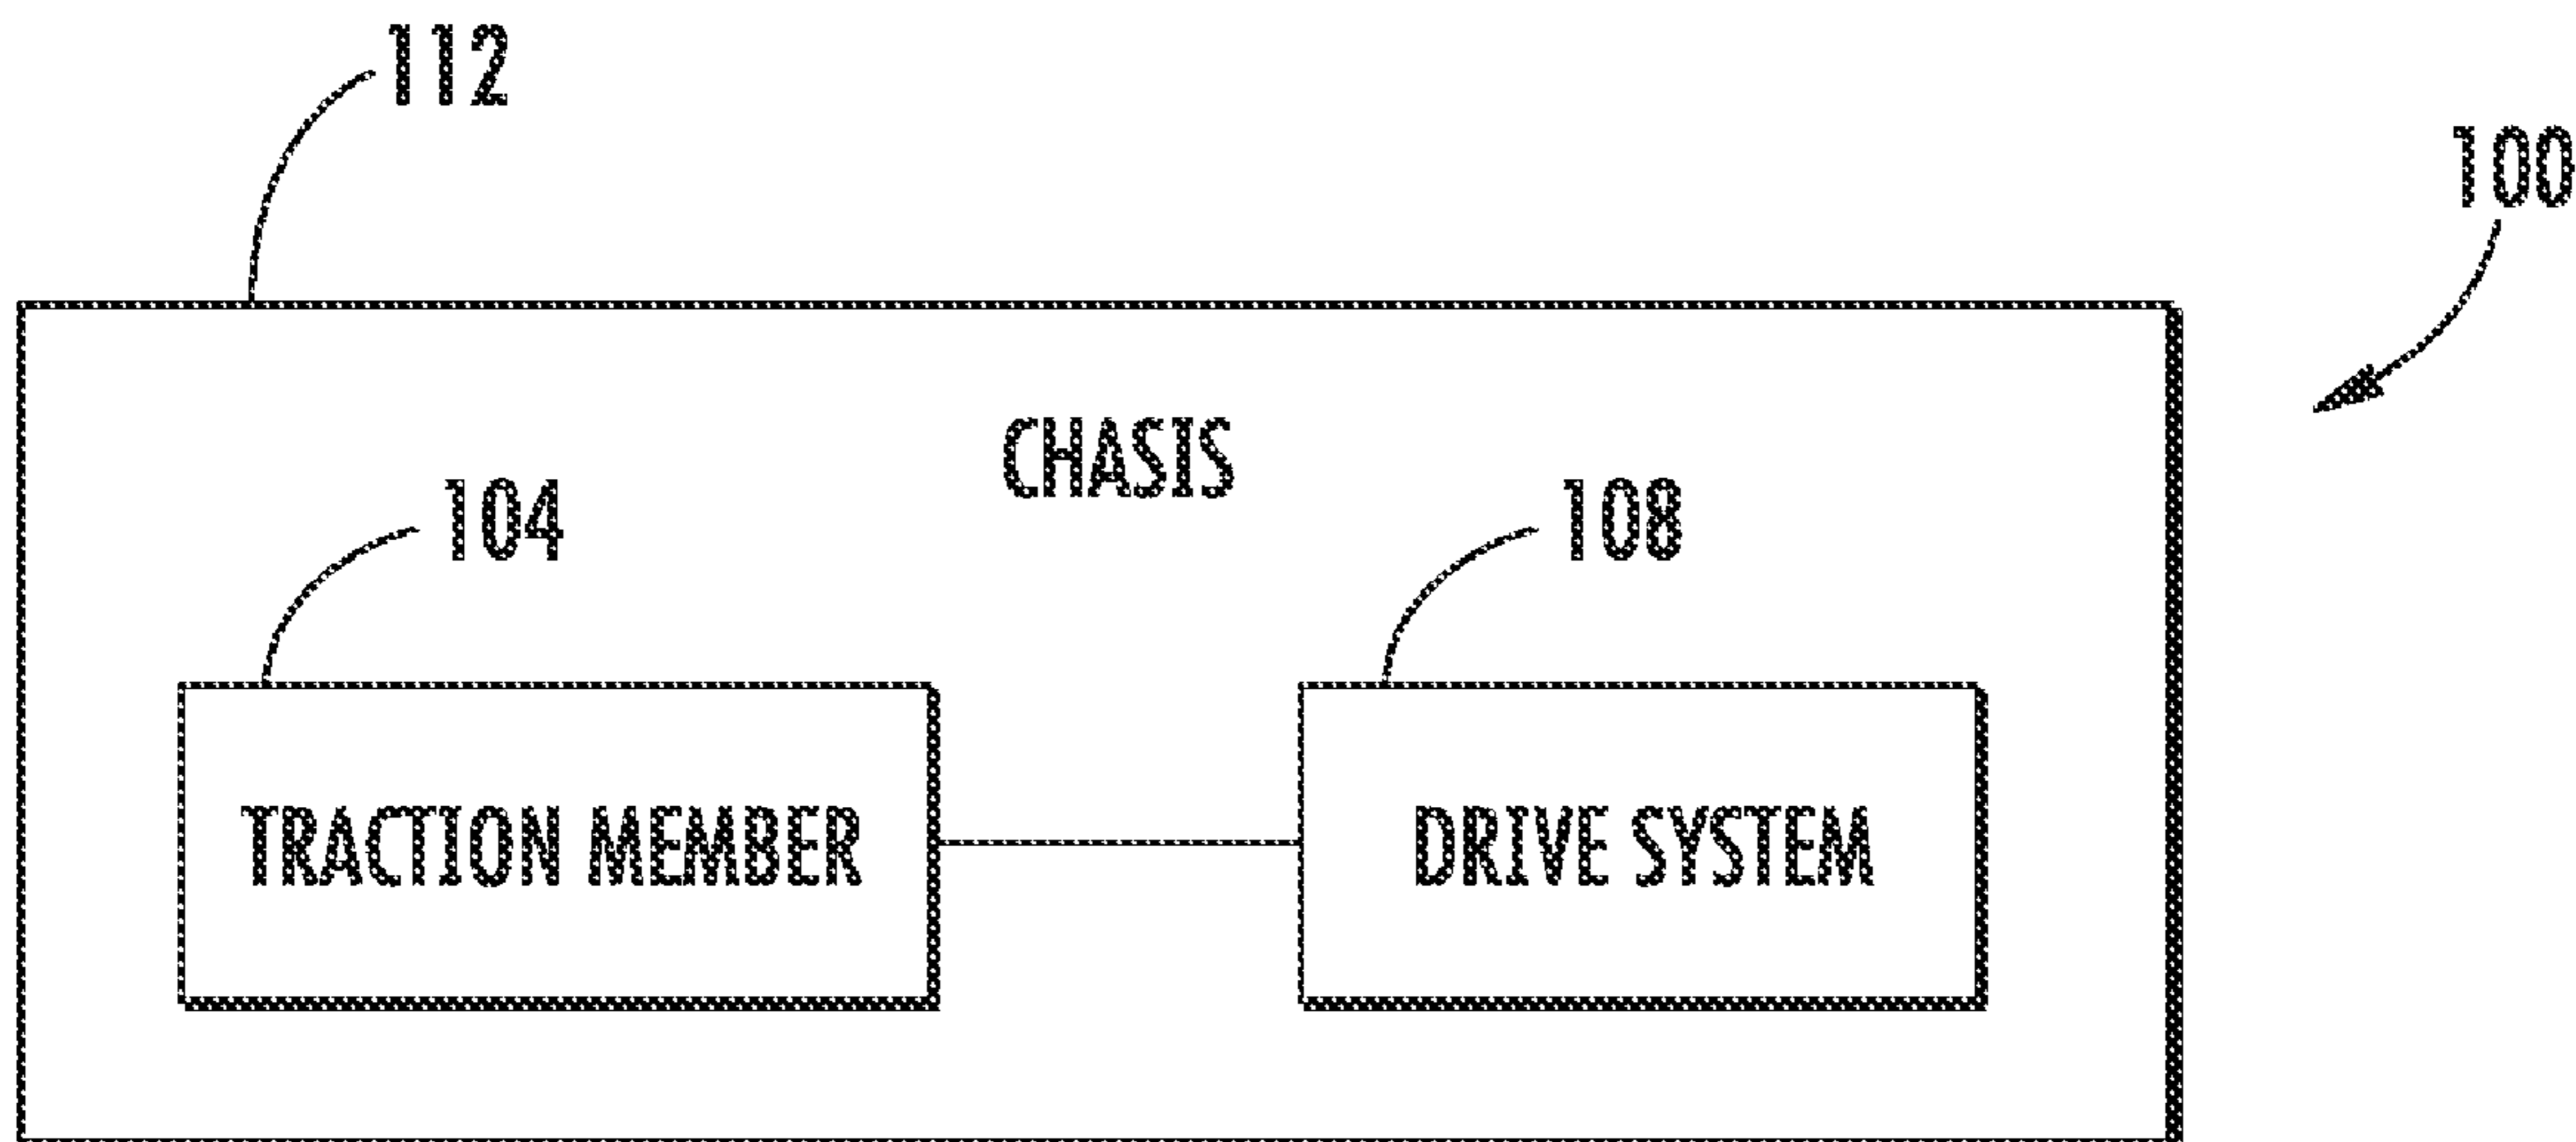 112
100
CHASIS
104
108
TRACTION MEMBER
DRIVE SYSTEM